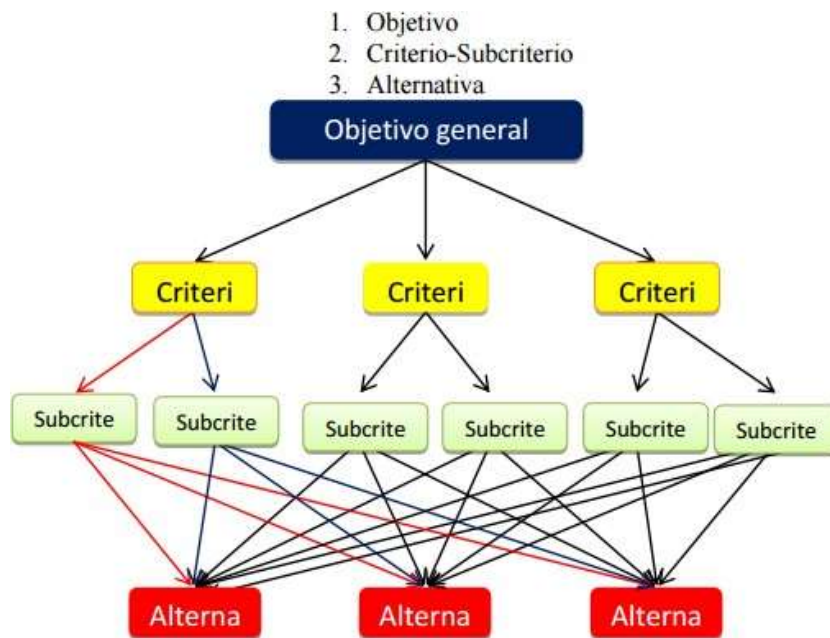 1. Objetivo
2. Criterio-Subcriterio
3. Alternativa
Objetivo general
Criteri
Criteri
Criteri
Subcrite
Subcrite
Subcrite
Subcrite
Subcrite
Subcrite
Alterna
Alterna
Alterna